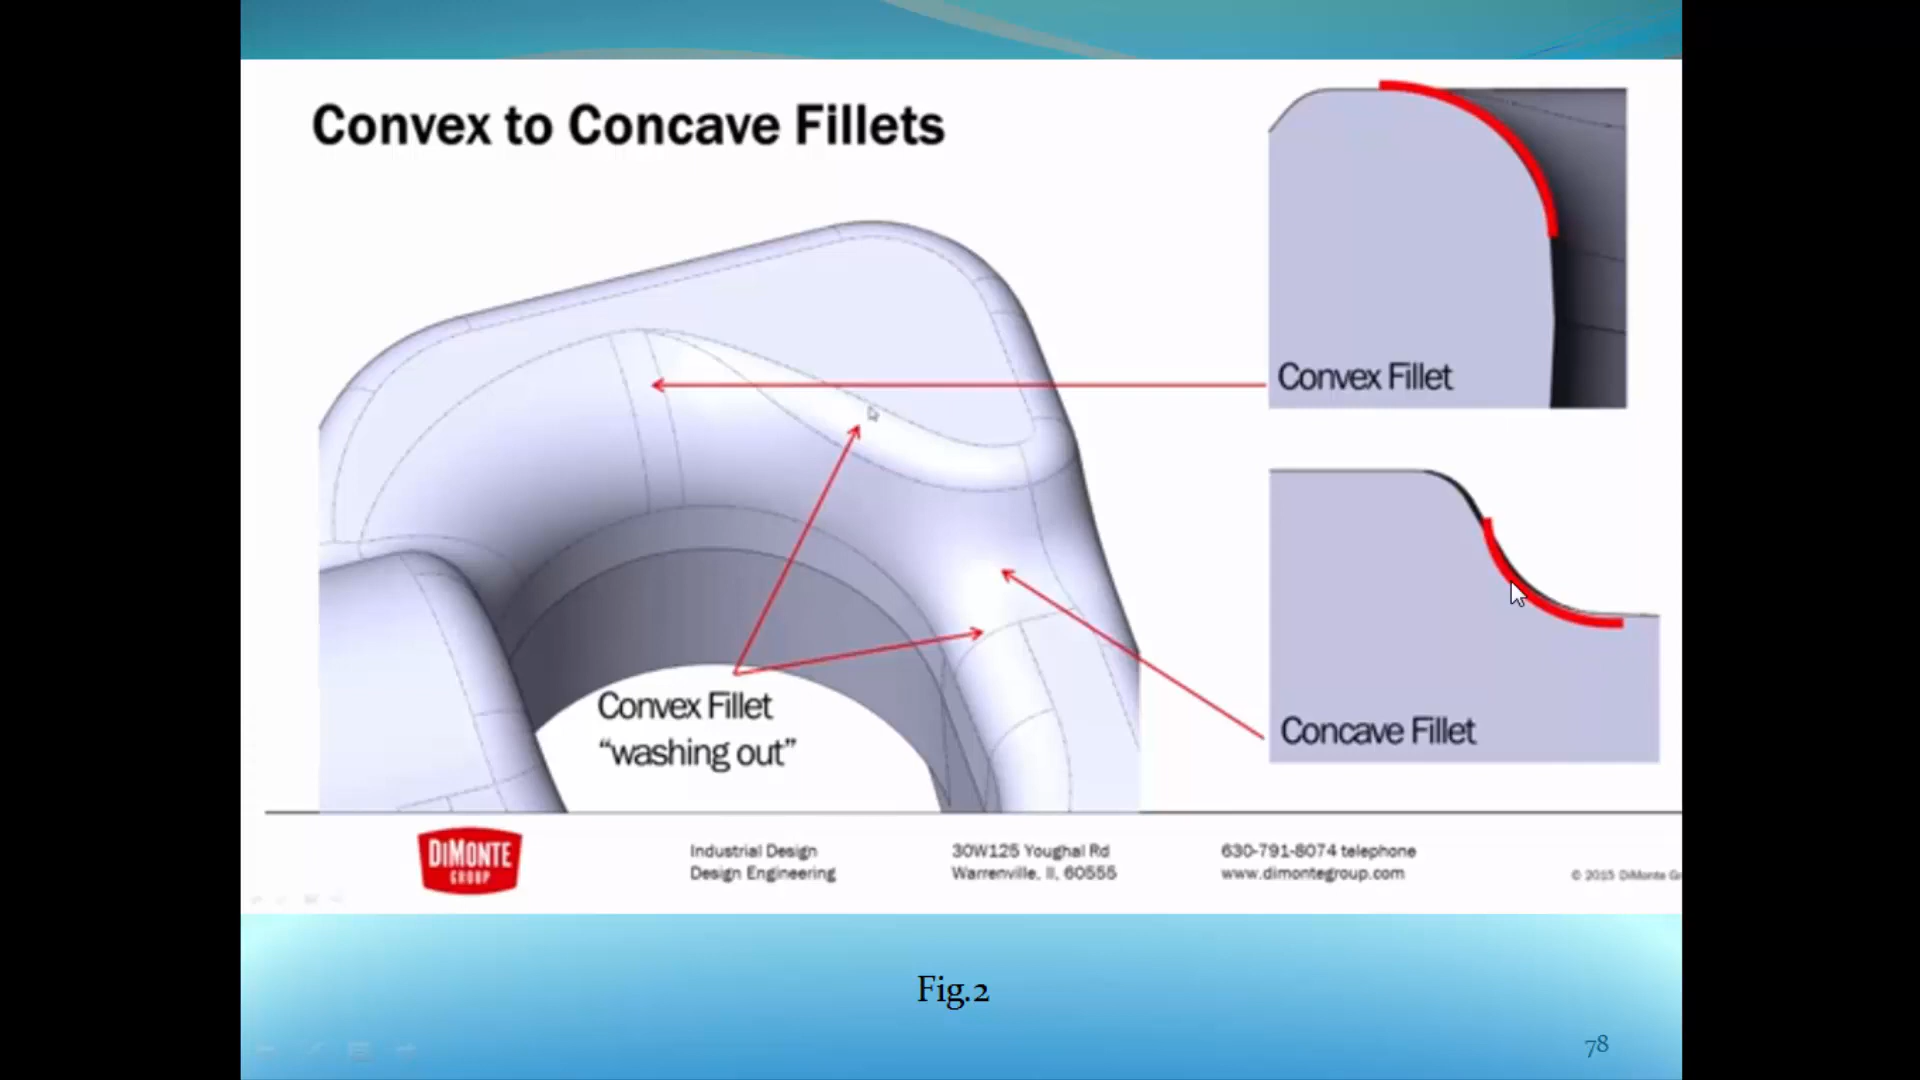 Convex to Concave Fillets
Convex Fillet
Concave Fillet
Convex Fillet
“washing out”
DiMONTE
GROUP
Industrial Design
Design Engineering
30W125 Youghal Rd
Warrenville, Il, 60555
630-791-8074 telephone
www.dimontegroup.com
© 2015 DiMonte Gr
Fig.2
78